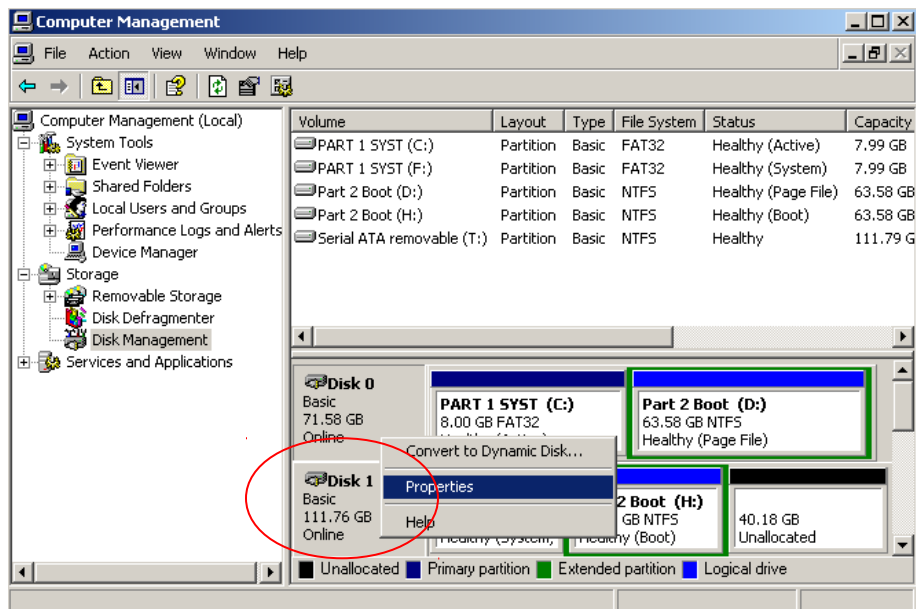 Computer Management
File Action View Window Help
Computer Management (Local)
System Tools
Event Viewer
Shared Folders
Local Users and Groups
Performance Logs and Alerts
Device Manager
Storage
Removable Storage
Disk Defragmenter
Disk Management
Services and Applications
Volume Layout Type File System Status Capacity
PART 1 SYST (C:) Partition Basic FAT32 Healthy (Active) 7.99 GB
PART 1 SYST (F:) Partition Basic FAT32 Healthy (System) 7.99 GB
Part 2 Boot (D:) Partition Basic NTFS Healthy (Page File) 63.58 GB
Part 2 Boot (H:) Partition Basic NTFS Healthy (Boot) 63.58 GB
Serial ATA removable (T:) Partition Basic NTFS Healthy 111.79 G
Disk 0
Basic
71.58 GB
Online
PART 1 SYST (C:)
8.00 GB FAT32
Part 2 Boot (D:)
63.58 GB NTFS
Healthy (Page File)
Convert to Dynamic Disk...
Properties
Help
Disk 1
Basic
111.76 GB
Online
Healthy (System)
2 Boot (H:)
GB NTFS
Healthy (Boot)
40.18 GB
Unallocated
Unallocated Primary partition Extended partition Logical drive